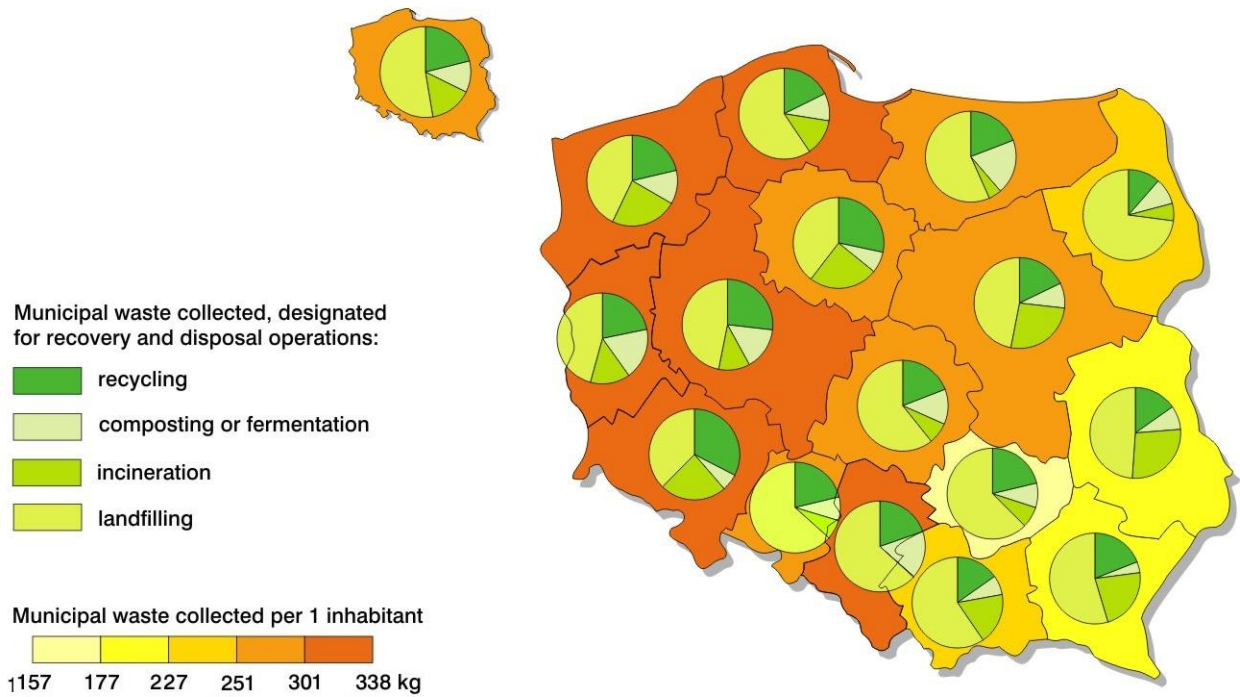 Municipal waste collected, designated
for recovery and disposal operations:
recycling
composting or fermentation
incineration
landfilling
Municipal waste collected per 1 inhabitant
1157 177 227 251 301 338 kg